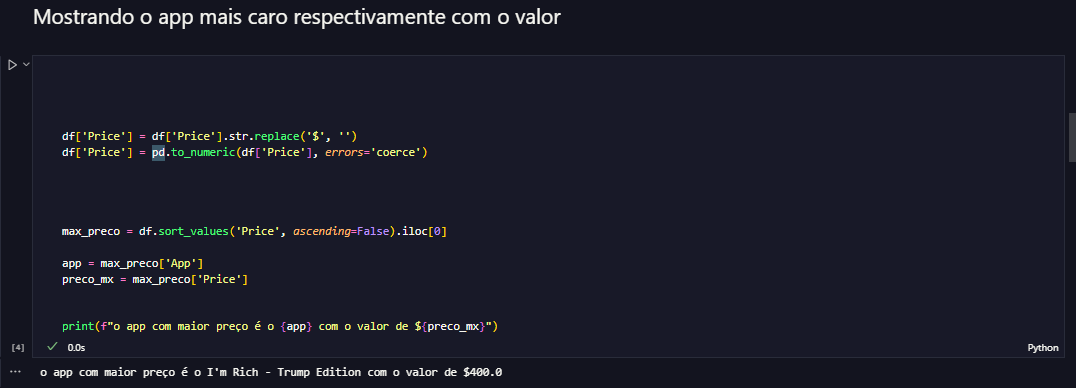 Mostrando o app mais caro respectivamente com o valor
df['Price'] = df['Price'].str.replace('$', '')
df['Price'] = pd.to_numeric(df['Price'], errors='coerce')
max_preco = df.sort_values('Price', ascending=False).iloc[0]
app = max_preco['App']
preco_mx = max_preco['Price']
print(f"o app com maior preço é o {app} com o valor de ${preco_mx}")
[4] 0.0s Python
o app com maior preço é o I'm Rich - Trump Edition com o valor de $400.0